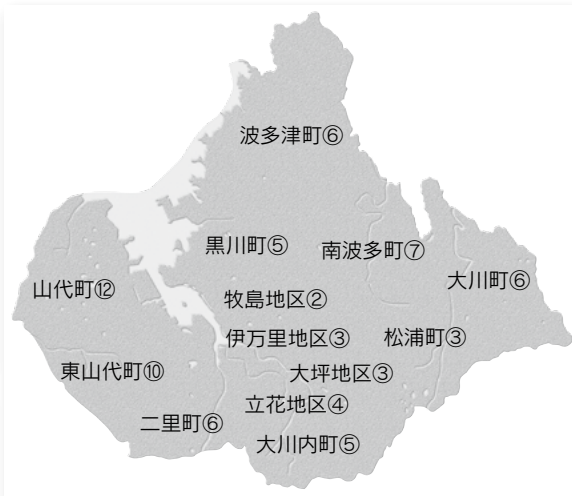 波多津町⑥
黒川町⑤
南波多町⑦
大川町⑥
山代町⑫
牧島地区②
伊万里地区③
松浦町③
東山代町⑩
大坪地区③
立花地区④
二里町⑥
大川内町⑤